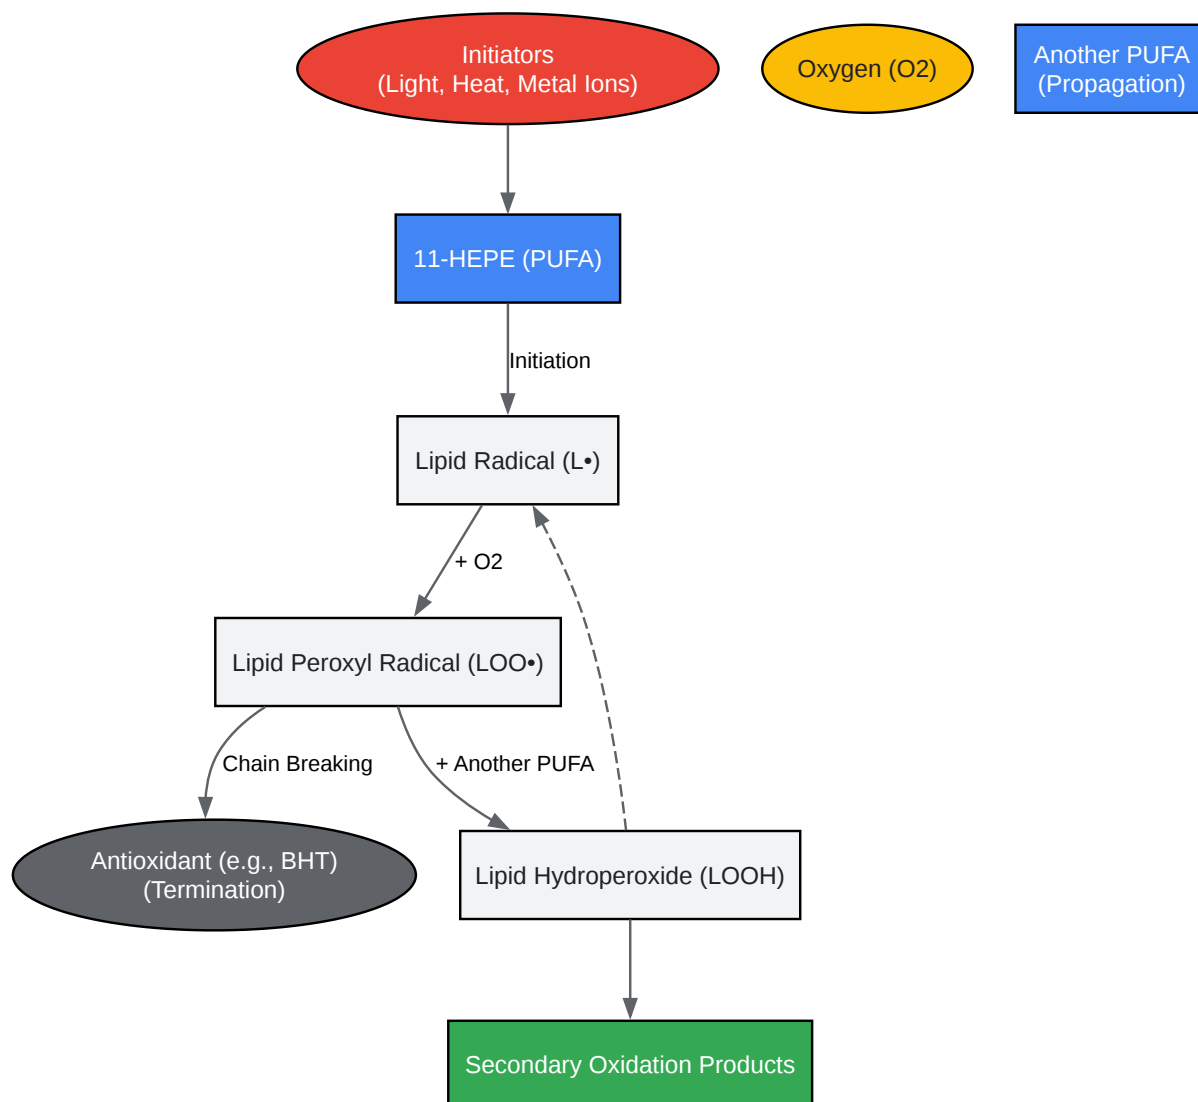 Initiators
(Light, Heat, Metal Ions)
Oxygen (O2)
Another PUFA
(Propagation)
11-HEPE (PUFA)
Initiation
Lipid Radical (L•)
+ O2
Lipid Peroxyl Radical (LOO•)
Chain Breaking
+ Another PUFA
Antioxidant (e.g., BHT)
(Termination)
Lipid Hydroperoxide (LOOH)
Secondary Oxidation Products